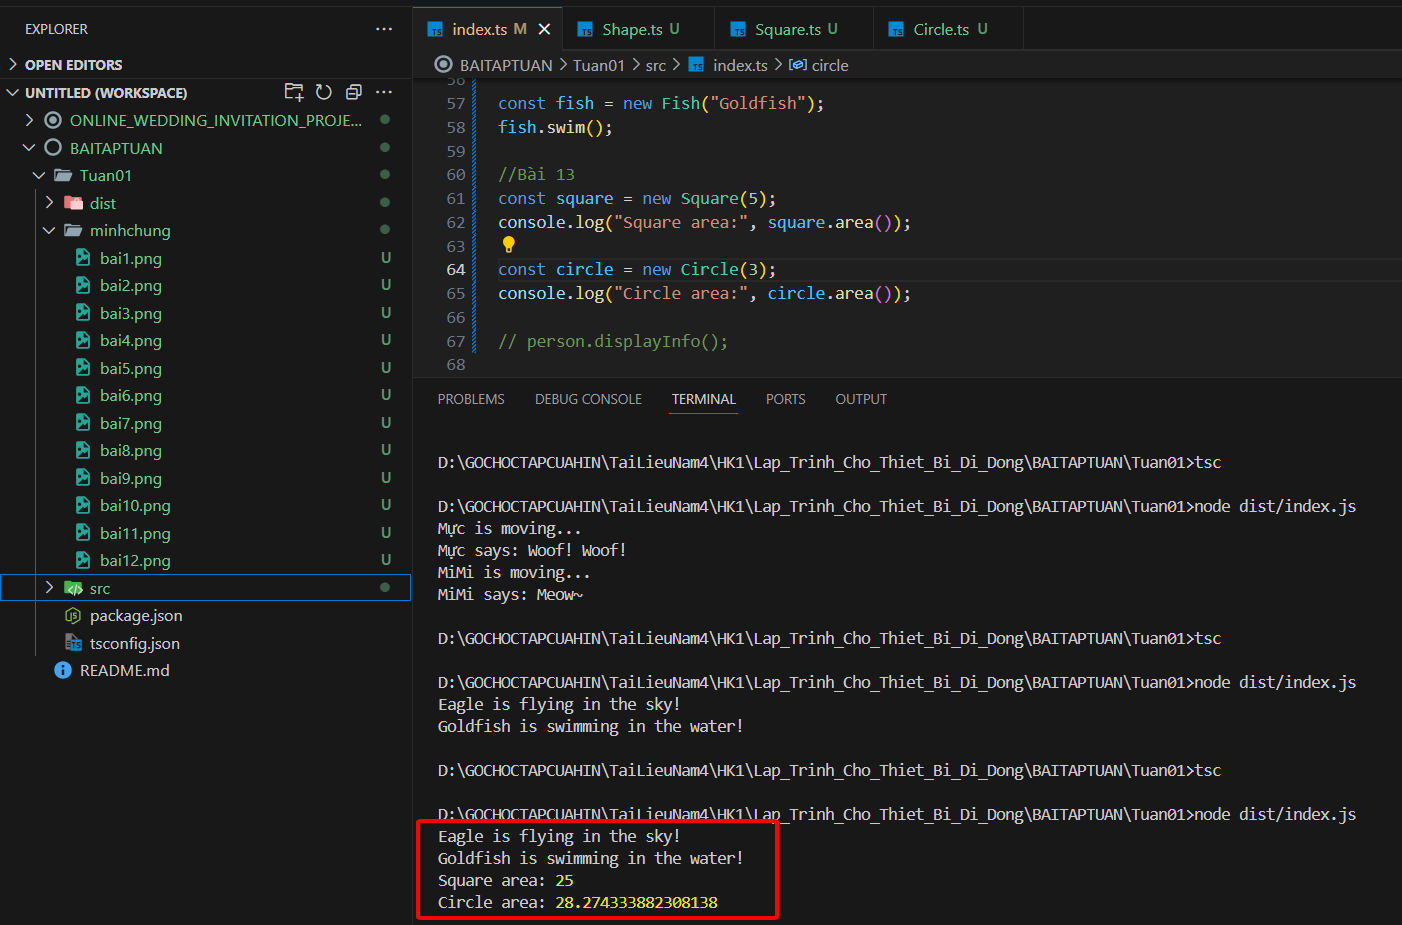 EXPLORER
OPEN EDITORS
UNTITLED (WORKSPACE)
ONLINE_WEDDING_INVITATION_PROJE...
BAITAPTUAN
Tuan01
dist
minhchung
bai1.png U
bai2.png U
bai3.png U
bai4.png U
bai5.png U
bai6.png U
bai7.png U
bai8.png U
bai9.png U
bai10.png U
bai11.png U
bai12.png U
src
package.json
tsconfig.json
README.md
index.ts M Shape.ts U Square.ts U Circle.ts U
BAITAPTUAN > Tuan01 > src > index.ts > circle
56
57 const fish = new Fish("Goldfish");
58 fish.swim();
59
60 //Bài 13
61 const square = new Square(5);
62 console.log("Square area:", square.area());
63
64 const circle = new Circle(3);
65 console.log("Circle area:", circle.area());
66
67 // person.displayInfo();
68
PROBLEMS DEBUG CONSOLE TERMINAL PORTS OUTPUT
D:\GOCHOCTAPCUAHIN\TaiLieuNam4\HK1\Lap_Trinh_Cho_Thiet_Bi_Di_Dong\BAITAPTUAN\Tuan01>tsc
D:\GOCHOCTAPCUAHIN\TaiLieuNam4\HK1\Lap_Trinh_Cho_Thiet_Bi_Di_Dong\BAITAPTUAN\Tuan01>node dist/index.js
Mực is moving...
Mực says: Woof! Woof!
MiMi is moving...
MiMi says: Meow~
D:\GOCHOCTAPCUAHIN\TaiLieuNam4\HK1\Lap_Trinh_Cho_Thiet_Bi_Di_Dong\BAITAPTUAN\Tuan01>tsc
D:\GOCHOCTAPCUAHIN\TaiLieuNam4\HK1\Lap_Trinh_Cho_Thiet_Bi_Di_Dong\BAITAPTUAN\Tuan01>node dist/index.js
Eagle is flying in the sky!
Goldfish is swimming in the water!
D:\GOCHOCTAPCUAHIN\TaiLieuNam4\HK1\Lap_Trinh_Cho_Thiet_Bi_Di_Dong\BAITAPTUAN\Tuan01>tsc
D:\GOCHOCTAPCUAHIN\TaiLieuNam4\HK1\Lap_Trinh_Cho_Thiet_Bi_Di_Dong\BAITAPTUAN\Tuan01>node dist/index.js
Eagle is flying in the sky!
Goldfish is swimming in the water!
Square area: 25
Circle area: 28.274333882308138